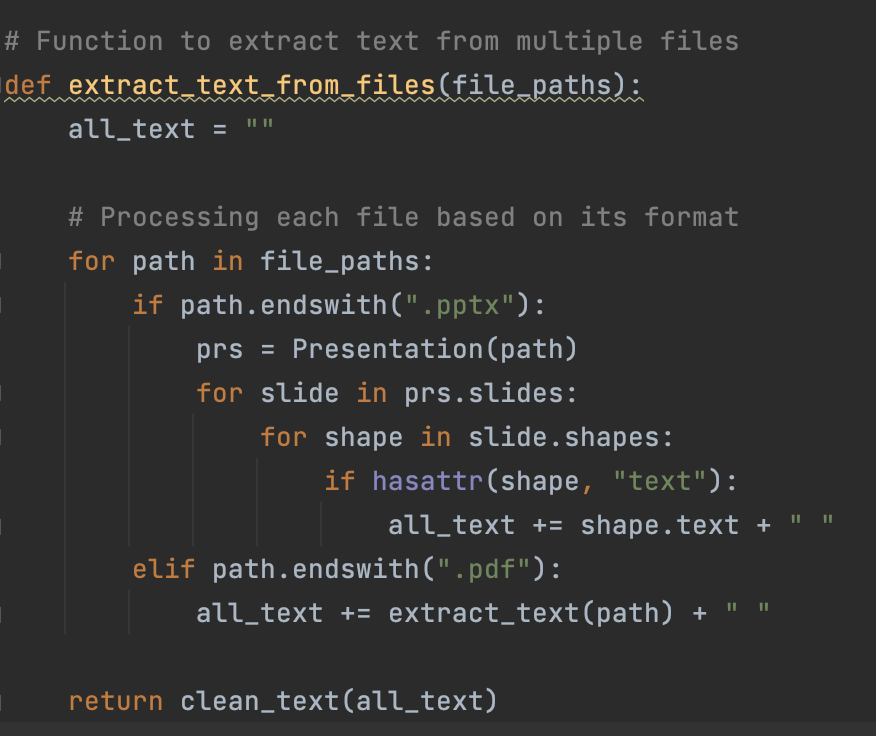 # Function to extract text from multiple files
def extract_text_from_files(file_paths):
    all_text = ""

    # Processing each file based on its format
    for path in file_paths:
        if path.endswith(".pptx"):
            prs = Presentation(path)
            for slide in prs.slides:
                for shape in slide.shapes:
                    if hasattr(shape, "text"):
                        all_text += shape.text + " "
        elif path.endswith(".pdf"):
            all_text += extract_text(path) + " "

    return clean_text(all_text)